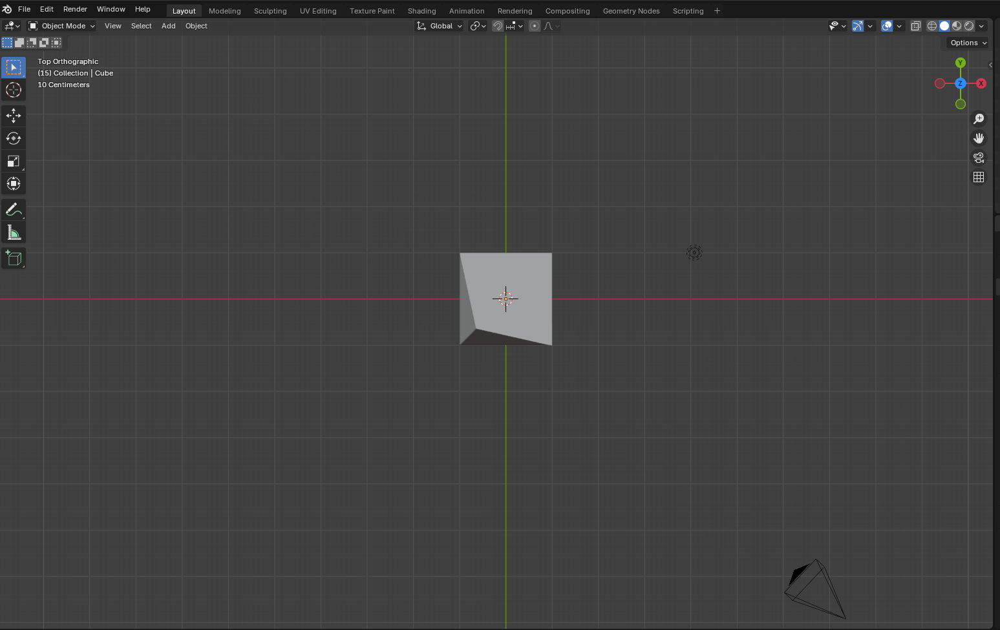 File Edit Render Window Help Layout Modeling Sculpting UV Editing Texture Paint Shading Animation Rendering Compositing Geometry Nodes Scripting +
Object Mode View Select Add Object Global
Options
Top Orthographic
(15) Collection | Cube
10 Centimeters
Y
Z X